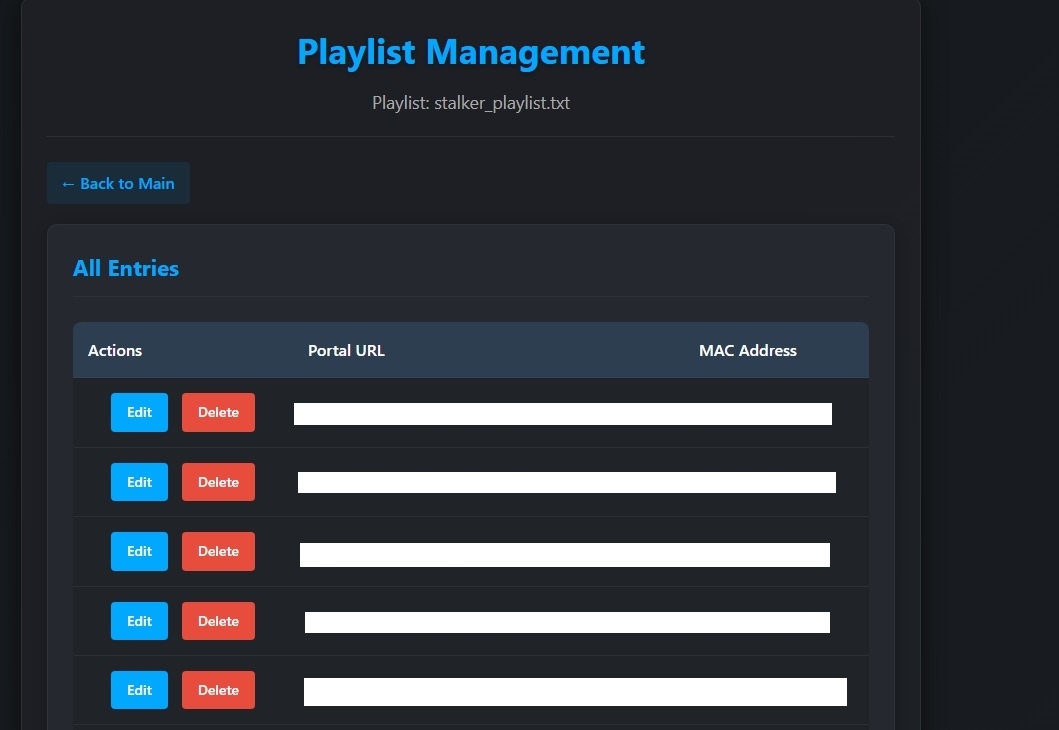 Playlist Management
Playlist: stalker_playlist.txt
← Back to Main
All Entries
Actions Portal URL MAC Address
Edit Delete
Edit Delete
Edit Delete
Edit Delete
Edit Delete